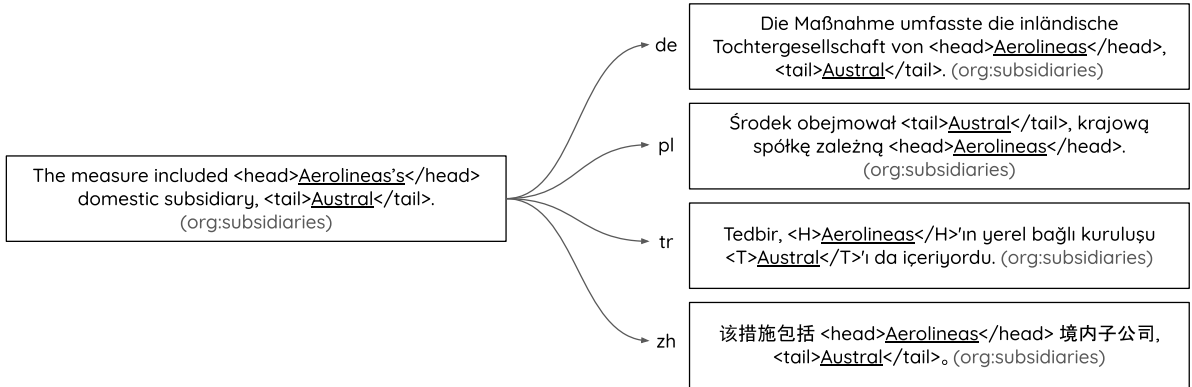 The measure included <head>Aerolineas's</head>
domestic subsidiary, <tail>Austral</tail>.
(org:subsidiaries)
de
Die Maßnahme umfasste die inländische
Tochtergesellschaft von <head>Aerolineas</head>,
<tail>Austral</tail>. (org:subsidiaries)
pl
Środek obejmował <tail>Austral</tail>, krajową
spółkę zależną <head>Aerolineas</head>.
(org:subsidiaries)
tr
Tedbir, <H>Aerolineas</H>'ın yerel bağlı kuruluşu
<T>Austral</T>'ı da içeriyordu. (org:subsidiaries)
zh
该措施包括 <head>Aerolineas</head> 境内子公司,
<tail>Austral</tail>。(org:subsidiaries)